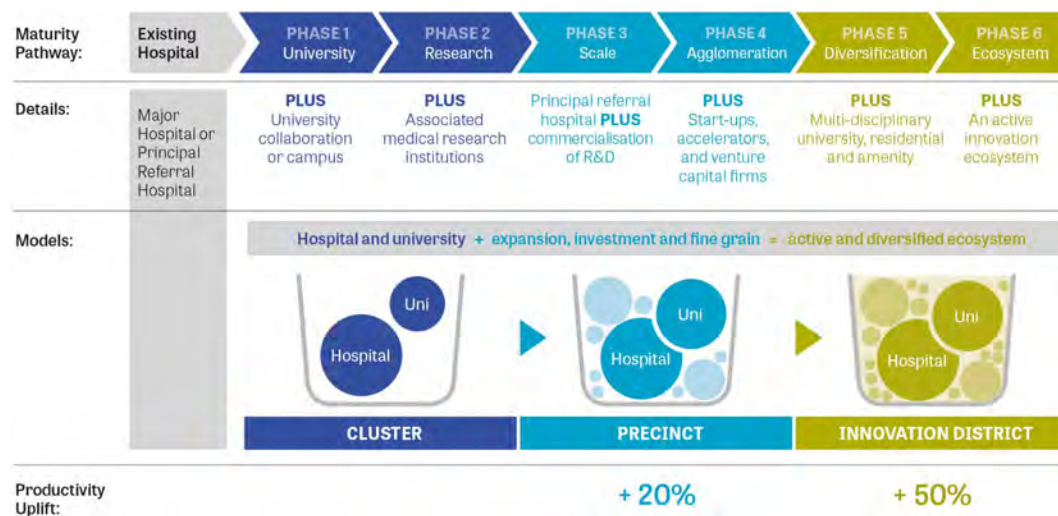 Maturity
Pathway:
Existing
Hospital
PHASE 1
University
PHASE 2
Research
PHASE 3
Scale
PHASE 4
Agglomeration
PHASE 5
Diversification
PHASE 6
Ecosystem
Details:
Major
Hospital or
Principal
Referral
Hospital
PLUS
University
collaboration
or campus
PLUS
Associated
medical research
institutions
Principal referral
hospital PLUS
commercialisation
of R&D
PLUS
Start-ups,
accelerators,
and venture
capital firms
PLUS
Multi-disciplinary
university, residential
and amenity
PLUS
An active
innovation
ecosystem
Models:
Hospital and university + expansion, investment and fine grain = active and diversified ecosystem
Uni
Hospital
Uni
Hospital
Uni
Hospital
CLUSTER
PRECINCT
INNOVATION DISTRICT
Productivity
Uplift:
+ 20%
+ 50%